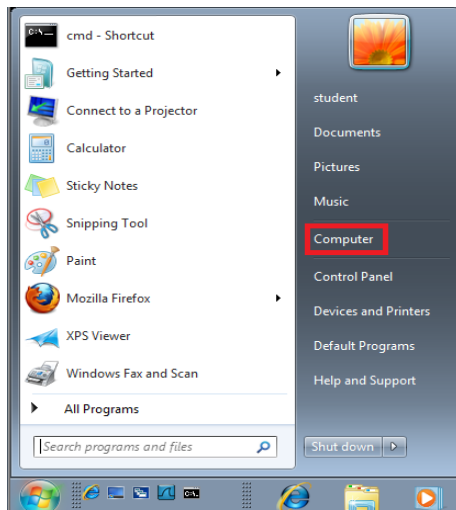 cmd - Shortcut
Getting Started
Connect to a Projector
Calculator
Sticky Notes
Snipping Tool
Paint
Mozilla Firefox
XPS Viewer
Windows Fax and Scan
All Programs
Search programs and files
student
Documents
Pictures
Music
Computer
Control Panel
Devices and Printers
Default Programs
Help and Support
Shut down